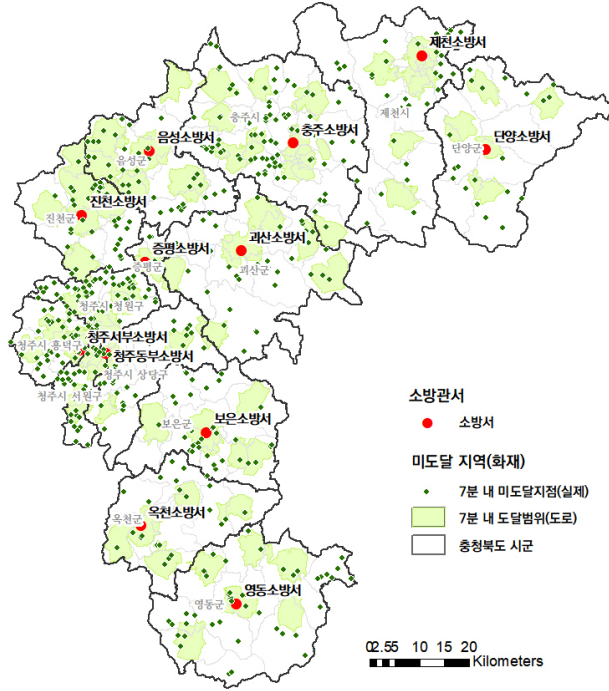 제천소방서
충주시
충주소방서
제천시
음성소방서
음성군
단양소방서
단양군
진천소방서
진천군
괴산소방서
증평소방서
증평군
괴산군
청주시 청원구
청주서부소방서
청주시 흥덕구
청주동부소방서
청주시 상당구
청주시 서원구
보은소방서
보은군
옥천소방서
옥천군
영동소방서
영동군
소방관서
소방서
미도달 지역(화재)
7분 내 미도달지점(실제)
7분 내 도달범위(도로)
충청북도 시군
02.55 10 15 20
Kilometers